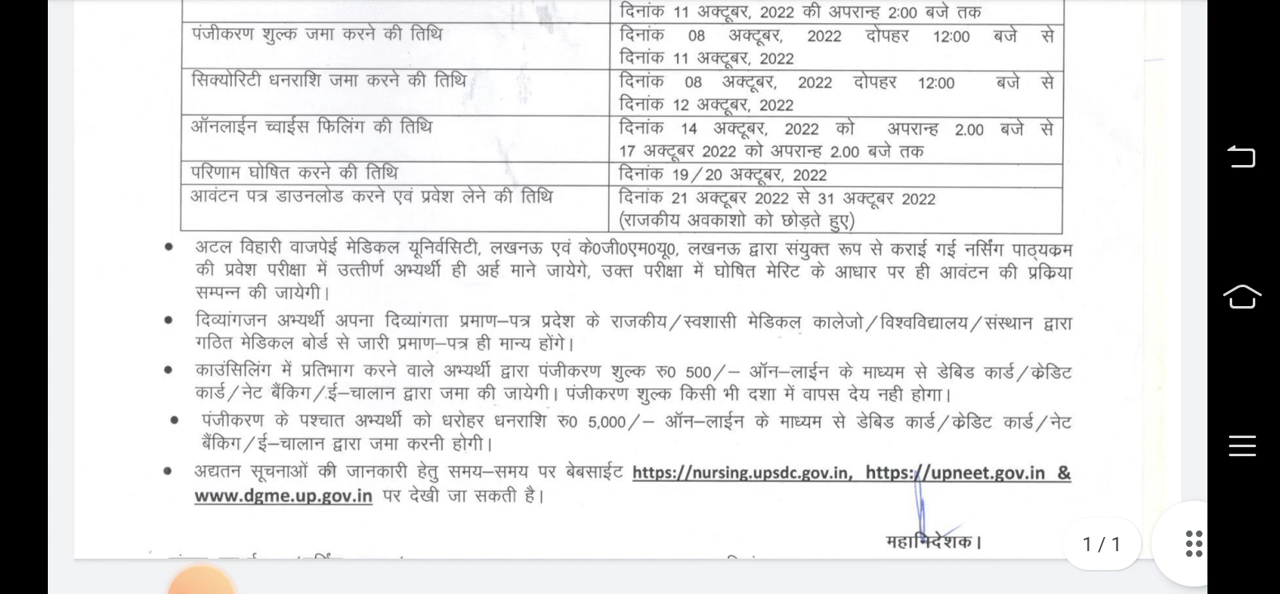 दिनांक 11 अक्टूबर, 2022 की अपरान्ह 2:00 बजे तक
पंजीकरण शुल्क जमा करने की तिथि
दिनांक 08 अक्टूबर, 2022 दोपहर 12:00 बजे से
दिनांक 11 अक्टूबर, 2022
सिक्योरिटी धनराशि जमा करने की तिथि
दिनांक 08 अक्टूबर, 2022 दोपहर 12:00 बजे से
दिनांक 12 अक्टूबर, 2022
ऑनलाईन च्वाईस फिलिंग की तिथि
दिनांक 14 अक्टूबर, 2022 को अपरान्ह 2.00 बजे से
17 अक्टूबर 2022 को अपरान्ह 2.00 बजे तक
परिणाम घोषित करने की तिथि
दिनांक 19/20 अक्टूबर, 2022
आवंटन पत्र डाउनलोड करने एवं प्रवेश लेने की तिथि
दिनांक 21 अक्टूबर 2022 से 31 अक्टूबर 2022
(राजकीय अवकाशो को छोड़ते हुए)
• अटल विहारी वाजपेई मेडिकल यूनिर्वसिटी, लखनऊ एवं के0जी0एम0यू0, लखनऊ द्वारा संयुक्त रूप से कराई गई नर्सिंग पाठ्यक्रम
की प्रवेश परीक्षा में उत्तीर्ण अभ्यर्थी ही अर्ह माने जायेगे, उक्त परीक्षा में घोषित मेरिट के आधार पर ही आवंटन की प्रक्रिया
सम्पन्न की जायेगी।
• दिव्यांगजन अभ्यर्थी अपना दिव्यांगता प्रमाण–पत्र प्रदेश के राजकीय/स्वशासी मेडिकल कालेजो/विश्वविद्यालय/संस्थान द्वारा
गठित मेडिकल बोर्ड से जारी प्रमाण–पत्र ही मान्य होंगे।
• काउंसिलिंग में प्रतिभाग करने वाले अभ्यर्थी द्वारा पंजीकरण शुल्क रु0 500/– ऑन–लाईन के माध्यम से डेबिड कार्ड/क्रेडिट
कार्ड/नेट बैंकिग/ई–चालान द्वारा जमा की जायेगी। पंजीकरण शुल्क किसी भी दशा में वापस देय नही होगा।
• पंजीकरण के पश्चात अभ्यर्थी को धरोहर धनराशि रु0 5,000/– ऑन–लाईन के माध्यम से डेबिड कार्ड/क्रेडिट कार्ड/नेट
बैंकिग/ई–चालान द्वारा जमा करनी होगी।
• अद्यतन सूचनाओं की जानकारी हेतु समय–समय पर बेबसाईट https://nursing.upsdc.gov.in, https://upneet.gov.in &
www.dgme.up.gov.in पर देखी जा सकती है।
महानिदेशक।
1 / 1